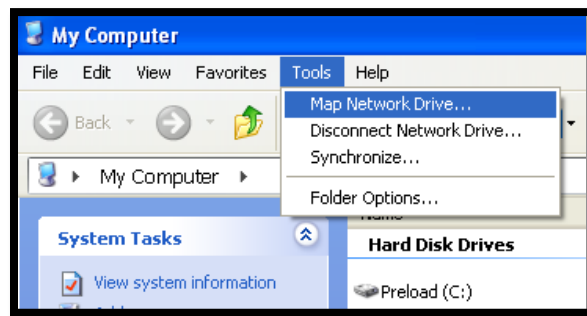 My Computer
File Edit View Favorites Tools Help
Map Network Drive...
Back
Disconnect Network Drive...
Synchronize...
My Computer
Folder Options...
Name
System Tasks
Hard Disk Drives
View system information
Preload (C:)